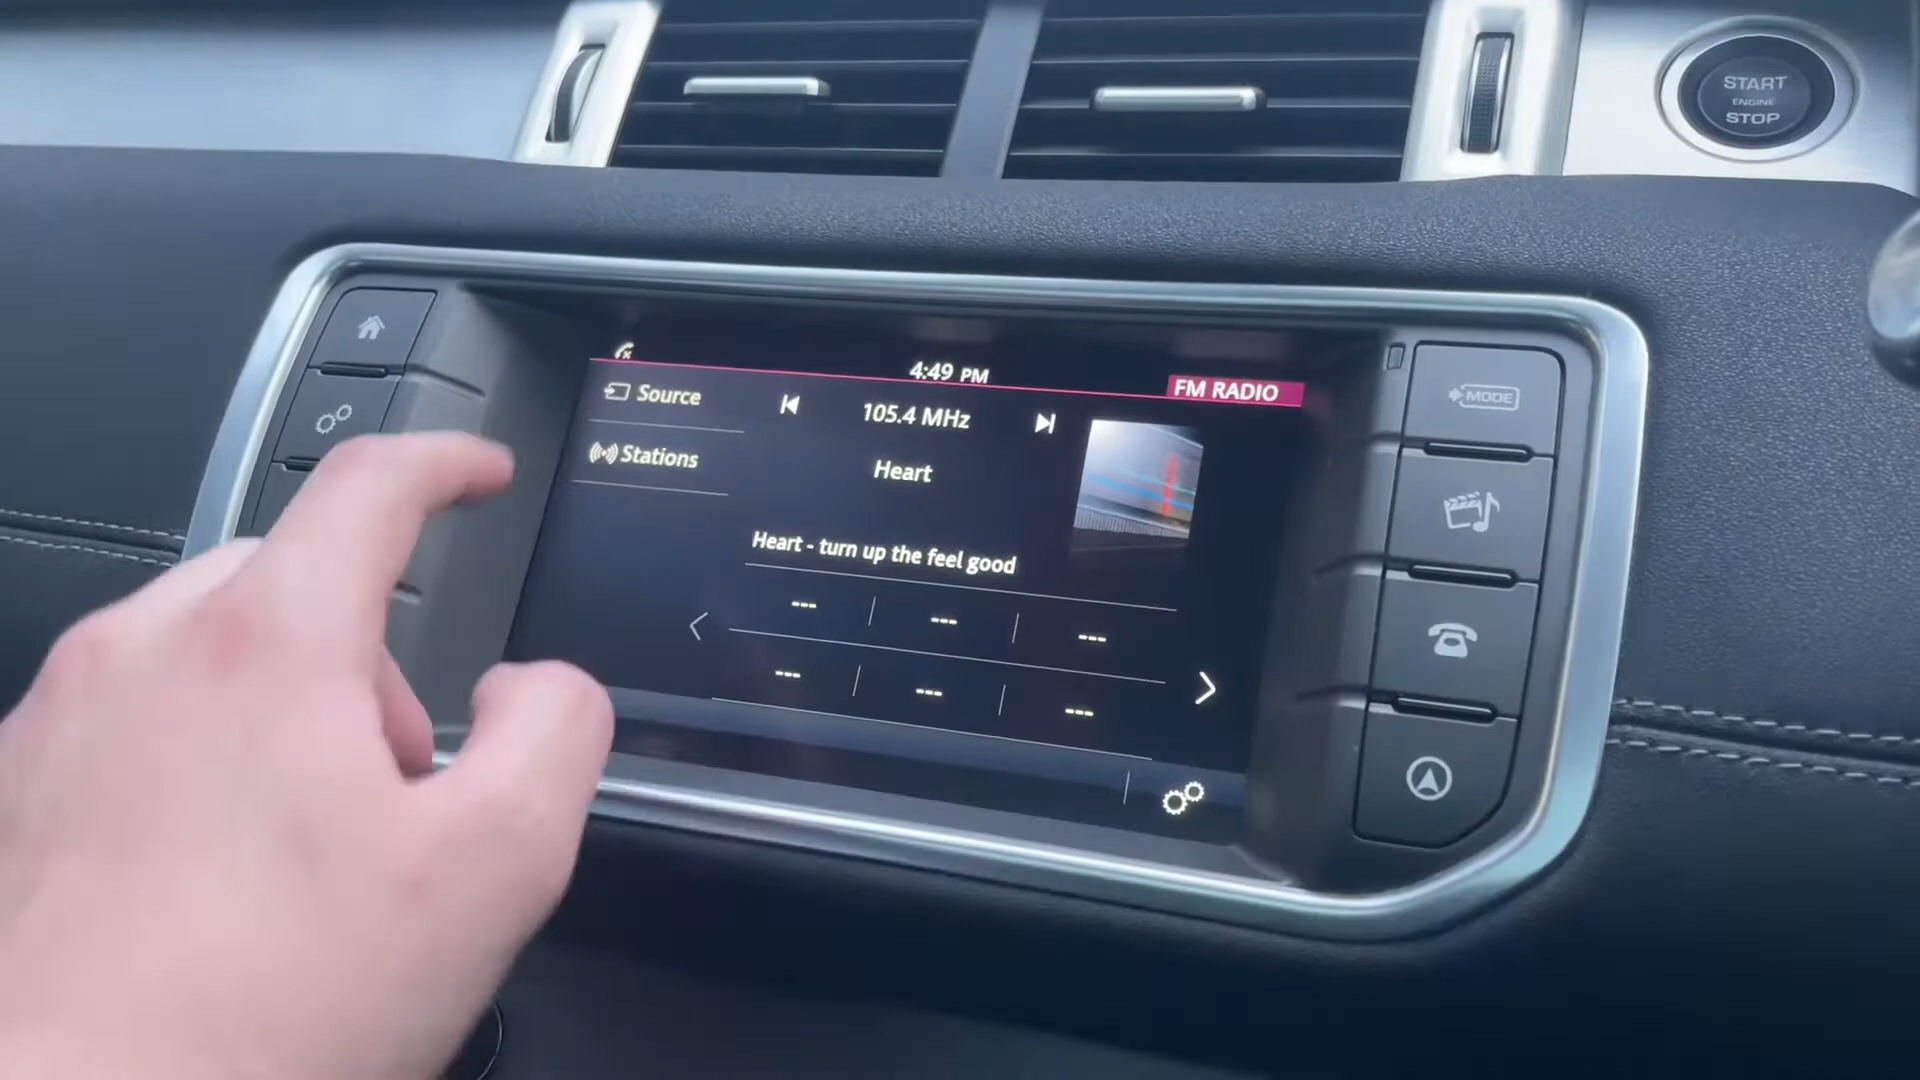 START
ENGINE
STOP
4:49 PM
FM RADIO
Source
105.4 MHz
Stations
Heart
Heart - turn up the feel good
--- --- ---
--- --- ---
MODE